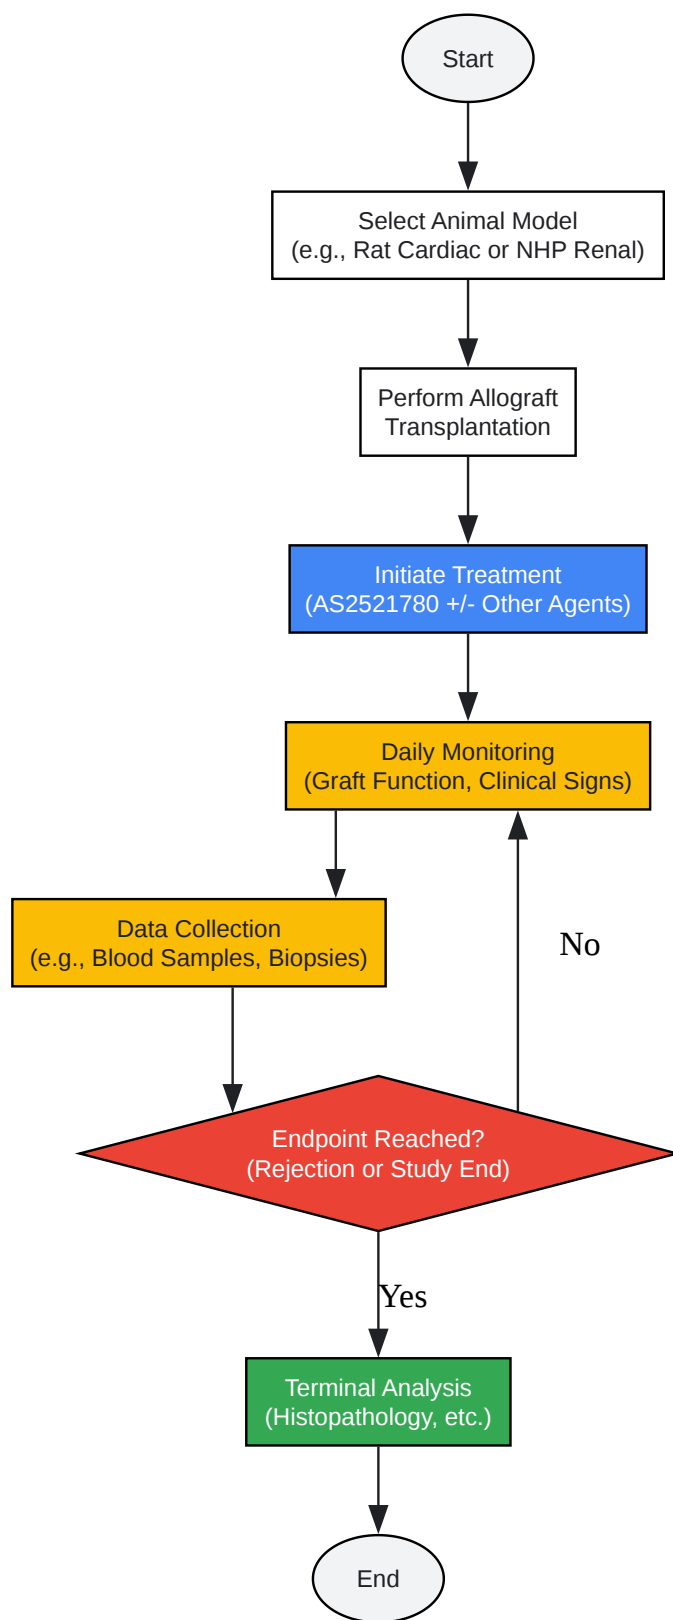 Start
Select Animal Model
(e.g., Rat Cardiac or NHP Renal)
Perform Allograft
Transplantation
Initiate Treatment
(AS2521780 +/- Other Agents)
Daily Monitoring
(Graft Function, Clinical Signs)
Data Collection
(e.g., Blood Samples, Biopsies)
No
Endpoint Reached?
(Rejection or Study End)
Yes
Terminal Analysis
(Histopathology, etc.)
End